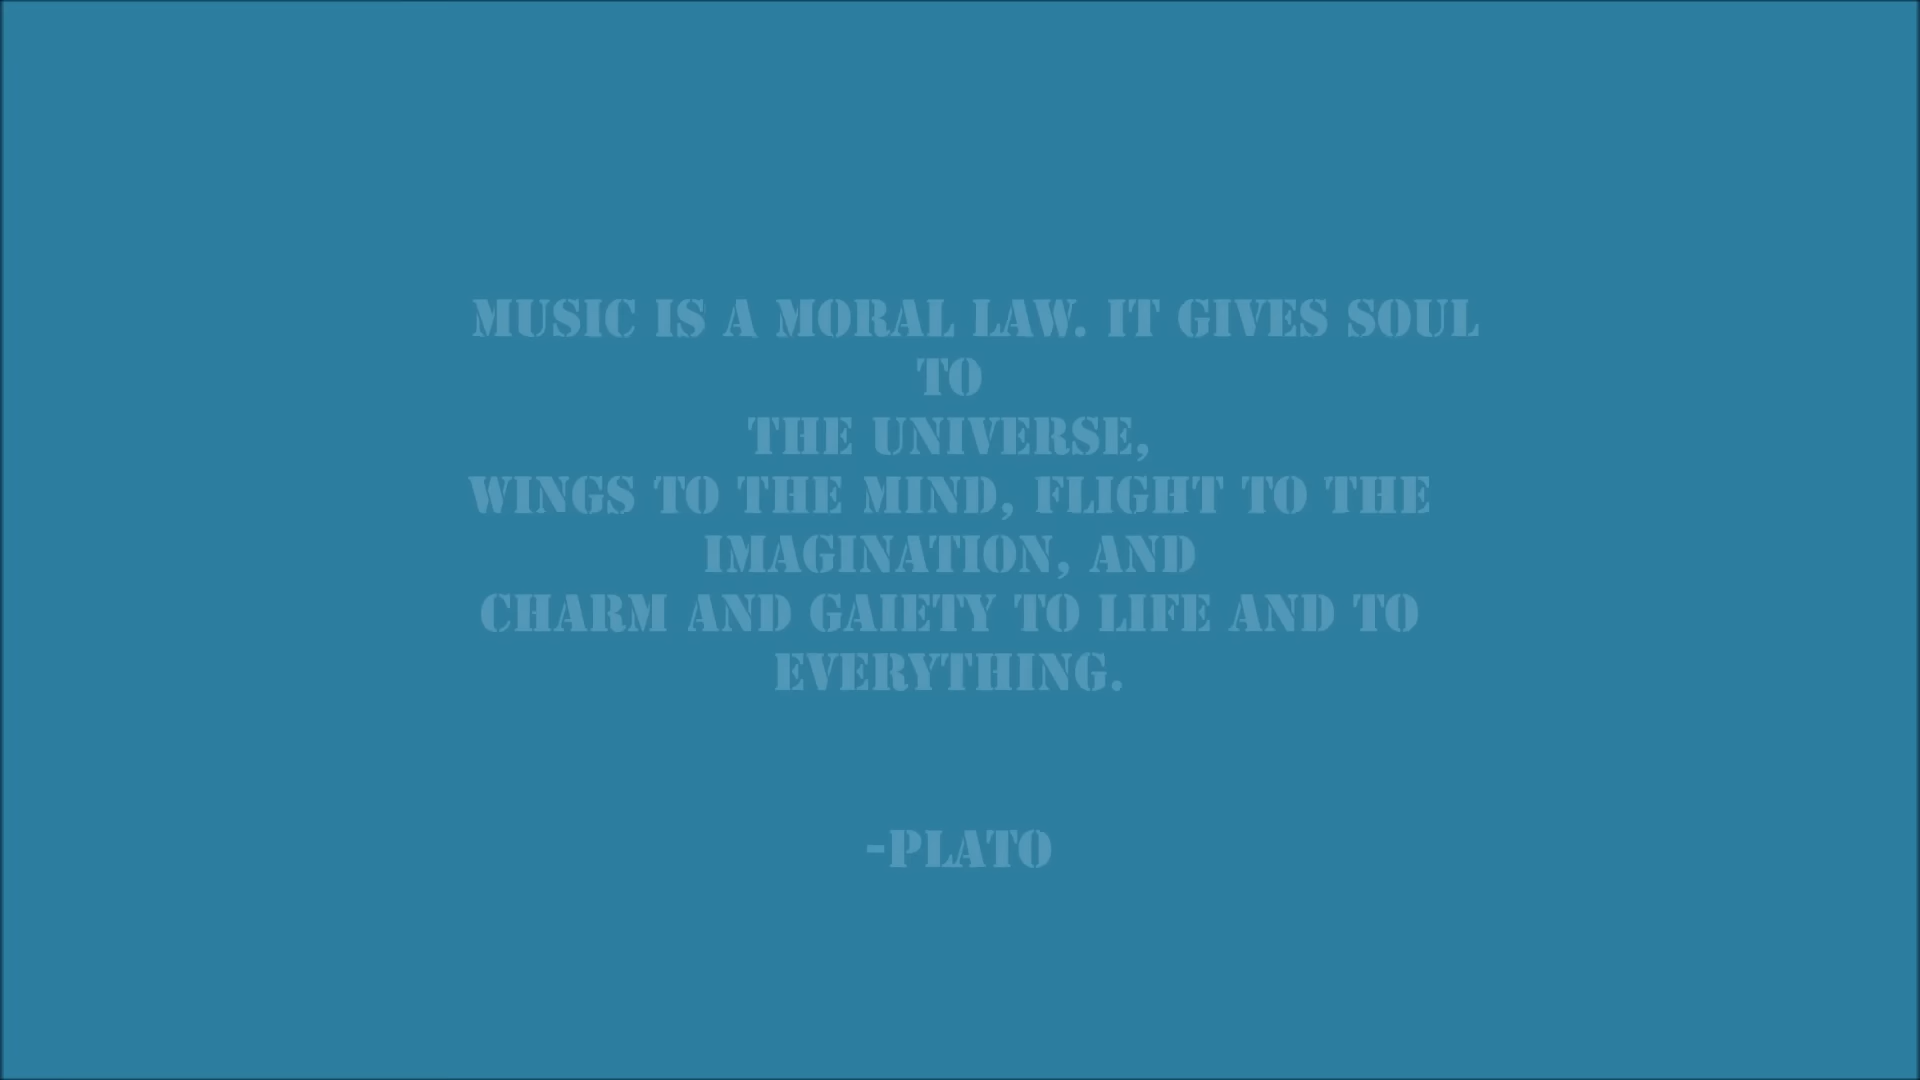 MUSIC IS A MORAL LAW. IT GIVES SOUL
TO
THE UNIVERSE,
WINGS TO THE MIND, FLIGHT TO THE
IMAGINATION, AND
CHARM AND GAIETY TO LIFE AND TO
EVERYTHING.
-PLATO